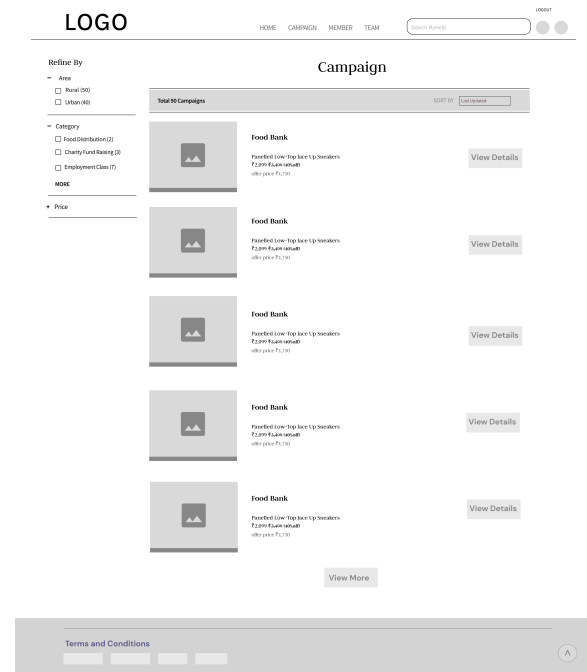 LOGOUT
LOGO
HOME CAMPAIGN MEMBER TEAM
Refine By
Campaign
− Area
Rural (50)
Urban (40)
Total 90 Campaigns
SORT BY Last Updated
− Category
Food Distribution (2)
Charity Fund Raising (3)
Employment Class (7)
MORE
+ Price
Food Bank
Panelled Low-Top lace Up Sneakers
₹2,099 ₹3,499 (40%off)
offer price ₹1,750
View Details
Food Bank
Panelled Low-Top lace Up Sneakers
₹2,099 ₹3,499 (40%off)
offer price ₹1,750
View Details
Food Bank
Panelled Low-Top lace Up Sneakers
₹2,099 ₹3,499 (40%off)
offer price ₹1,750
View Details
Food Bank
Panelled Low-Top lace Up Sneakers
₹2,099 ₹3,499 (40%off)
offer price ₹1,750
View Details
Food Bank
Panelled Low-Top lace Up Sneakers
₹2,099 ₹3,499 (40%off)
offer price ₹1,750
View Details
View More
Terms and Conditions